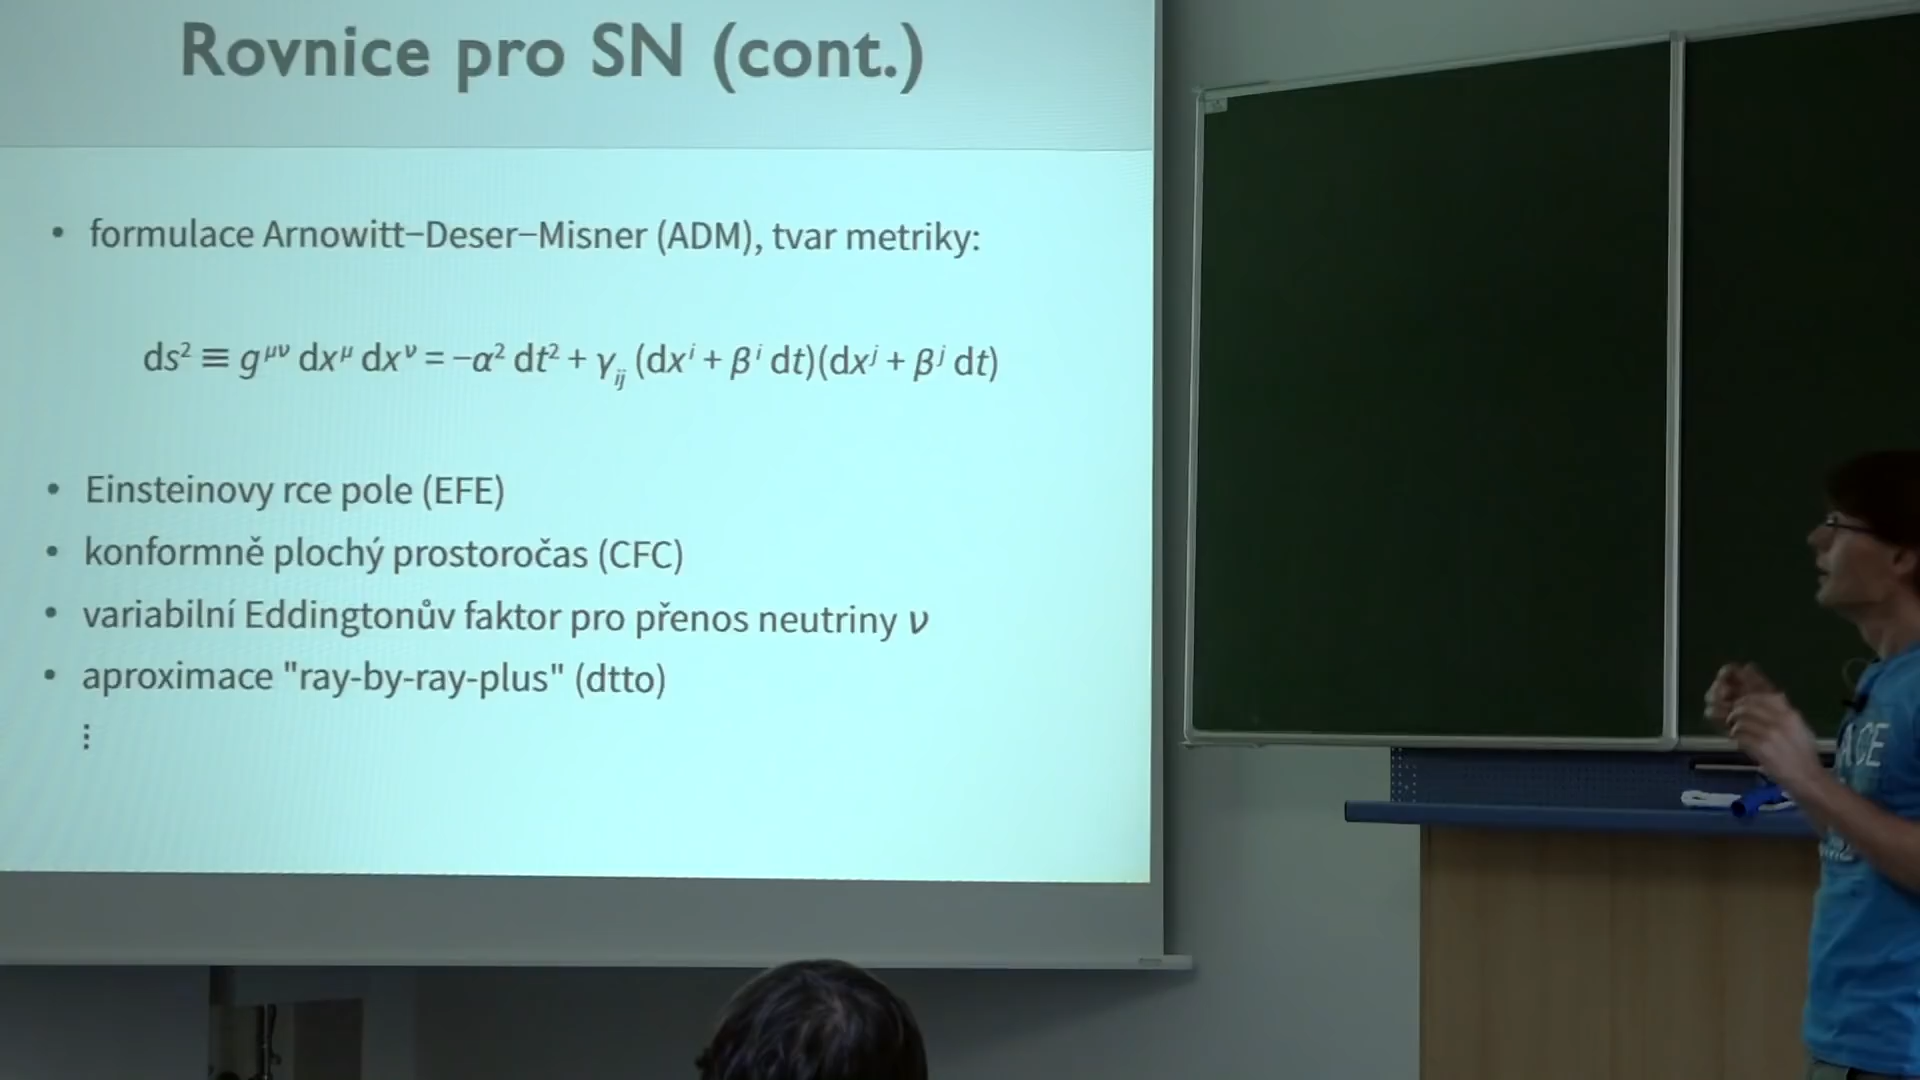 Rovnice pro SN (cont.)
• formulace Arnowitt–Deser–Misner (ADM), tvar metriky:
ds² ≡ g^μν dx^μ dx^ν = −α² dt² + γ_ij (dx^i + β^i dt)(dx^j + β^j dt)
• Einsteinovy rce pole (EFE)
• konformně plochý prostoročas (CFC)
• variabilní Eddingtonův faktor pro přenos neutriny ν
• aproximace "ray-by-ray-plus" (dtto)
⋮